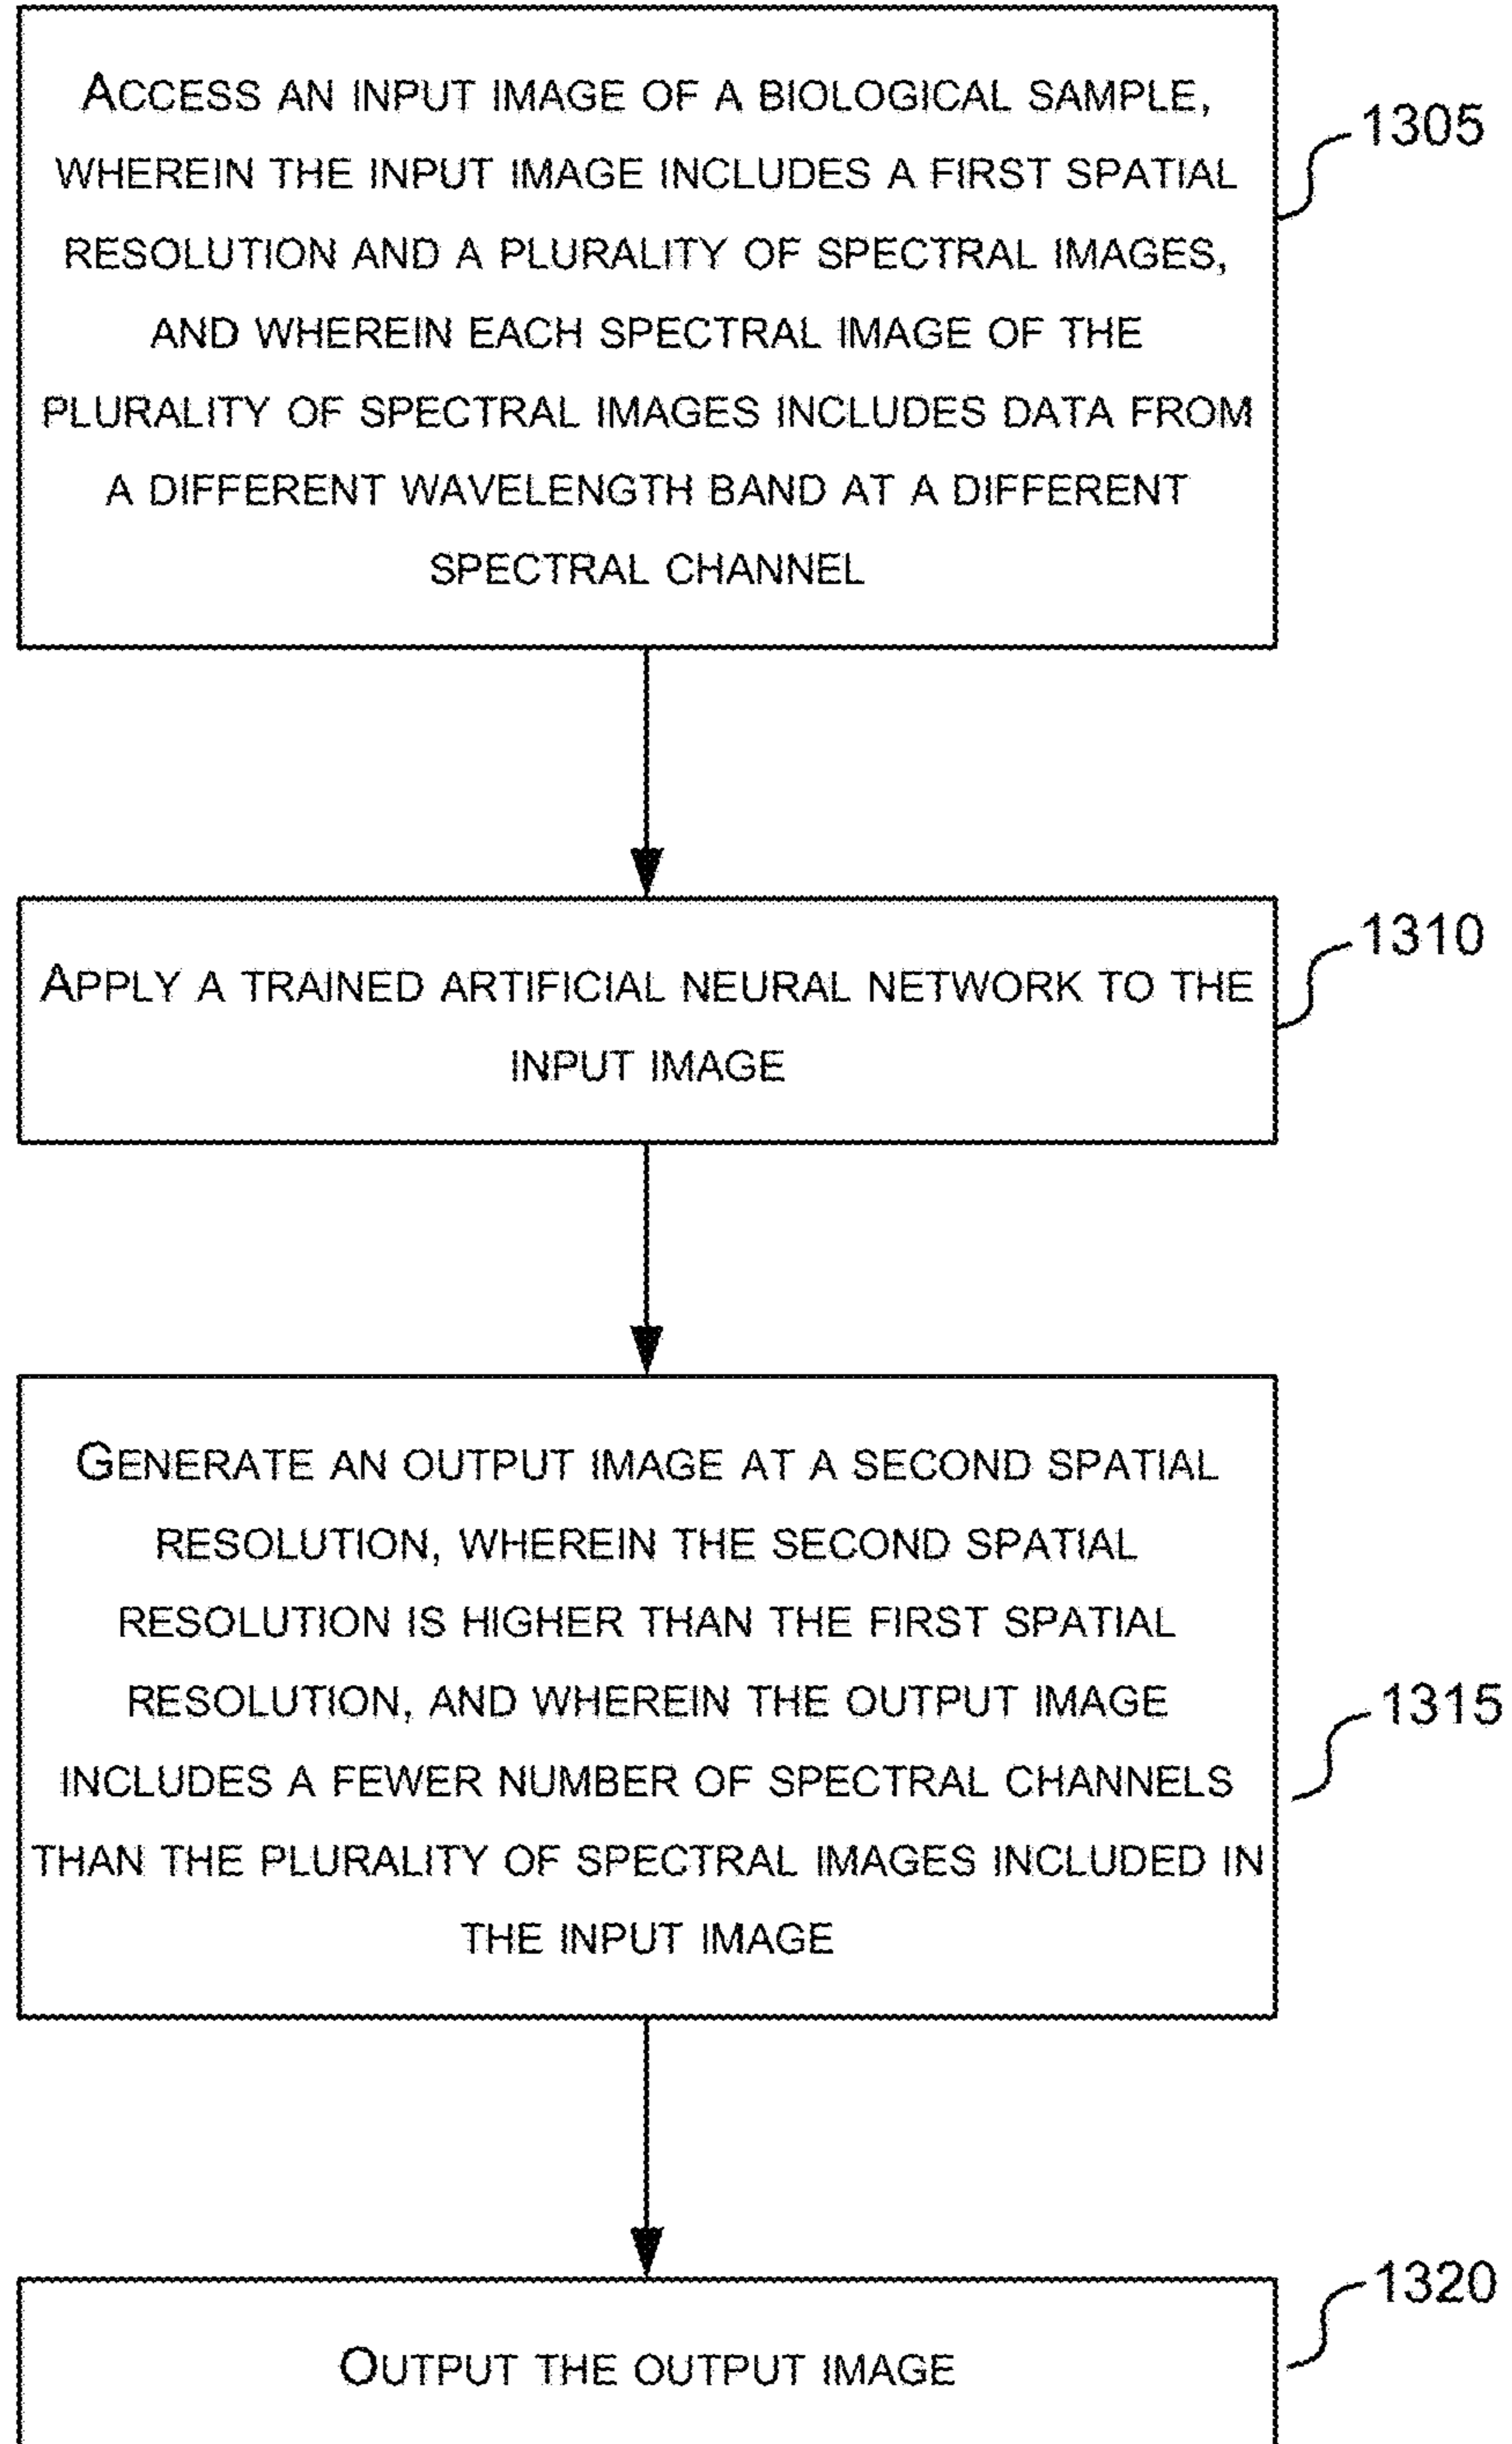 ACCESS AN INPUT IMAGE OF A BIOLOGICAL SAMPLE,
WHEREIN THE INPUT IMAGE INCLUDES A FIRST SPATIAL
RESOLUTION AND A PLURALITY OF SPECTRAL IMAGES,
AND WHEREIN EACH SPECTRAL IMAGE OF THE
PLURALITY OF SPECTRAL IMAGES INCLUDES DATA FROM
A DIFFERENT WAVELENGTH BAND AT A DIFFERENT
SPECTRAL CHANNEL
1305
APPLY A TRAINED ARTIFICIAL NEURAL NETWORK TO THE
INPUT IMAGE
1310
GENERATE AN OUTPUT IMAGE AT A SECOND SPATIAL
RESOLUTION, WHEREIN THE SECOND SPATIAL
RESOLUTION IS HIGHER THAN THE FIRST SPATIAL
RESOLUTION, AND WHEREIN THE OUTPUT IMAGE
INCLUDES A FEWER NUMBER OF SPECTRAL CHANNELS
THAN THE PLURALITY OF SPECTRAL IMAGES INCLUDED IN
THE INPUT IMAGE
1315
OUTPUT THE OUTPUT IMAGE
1320